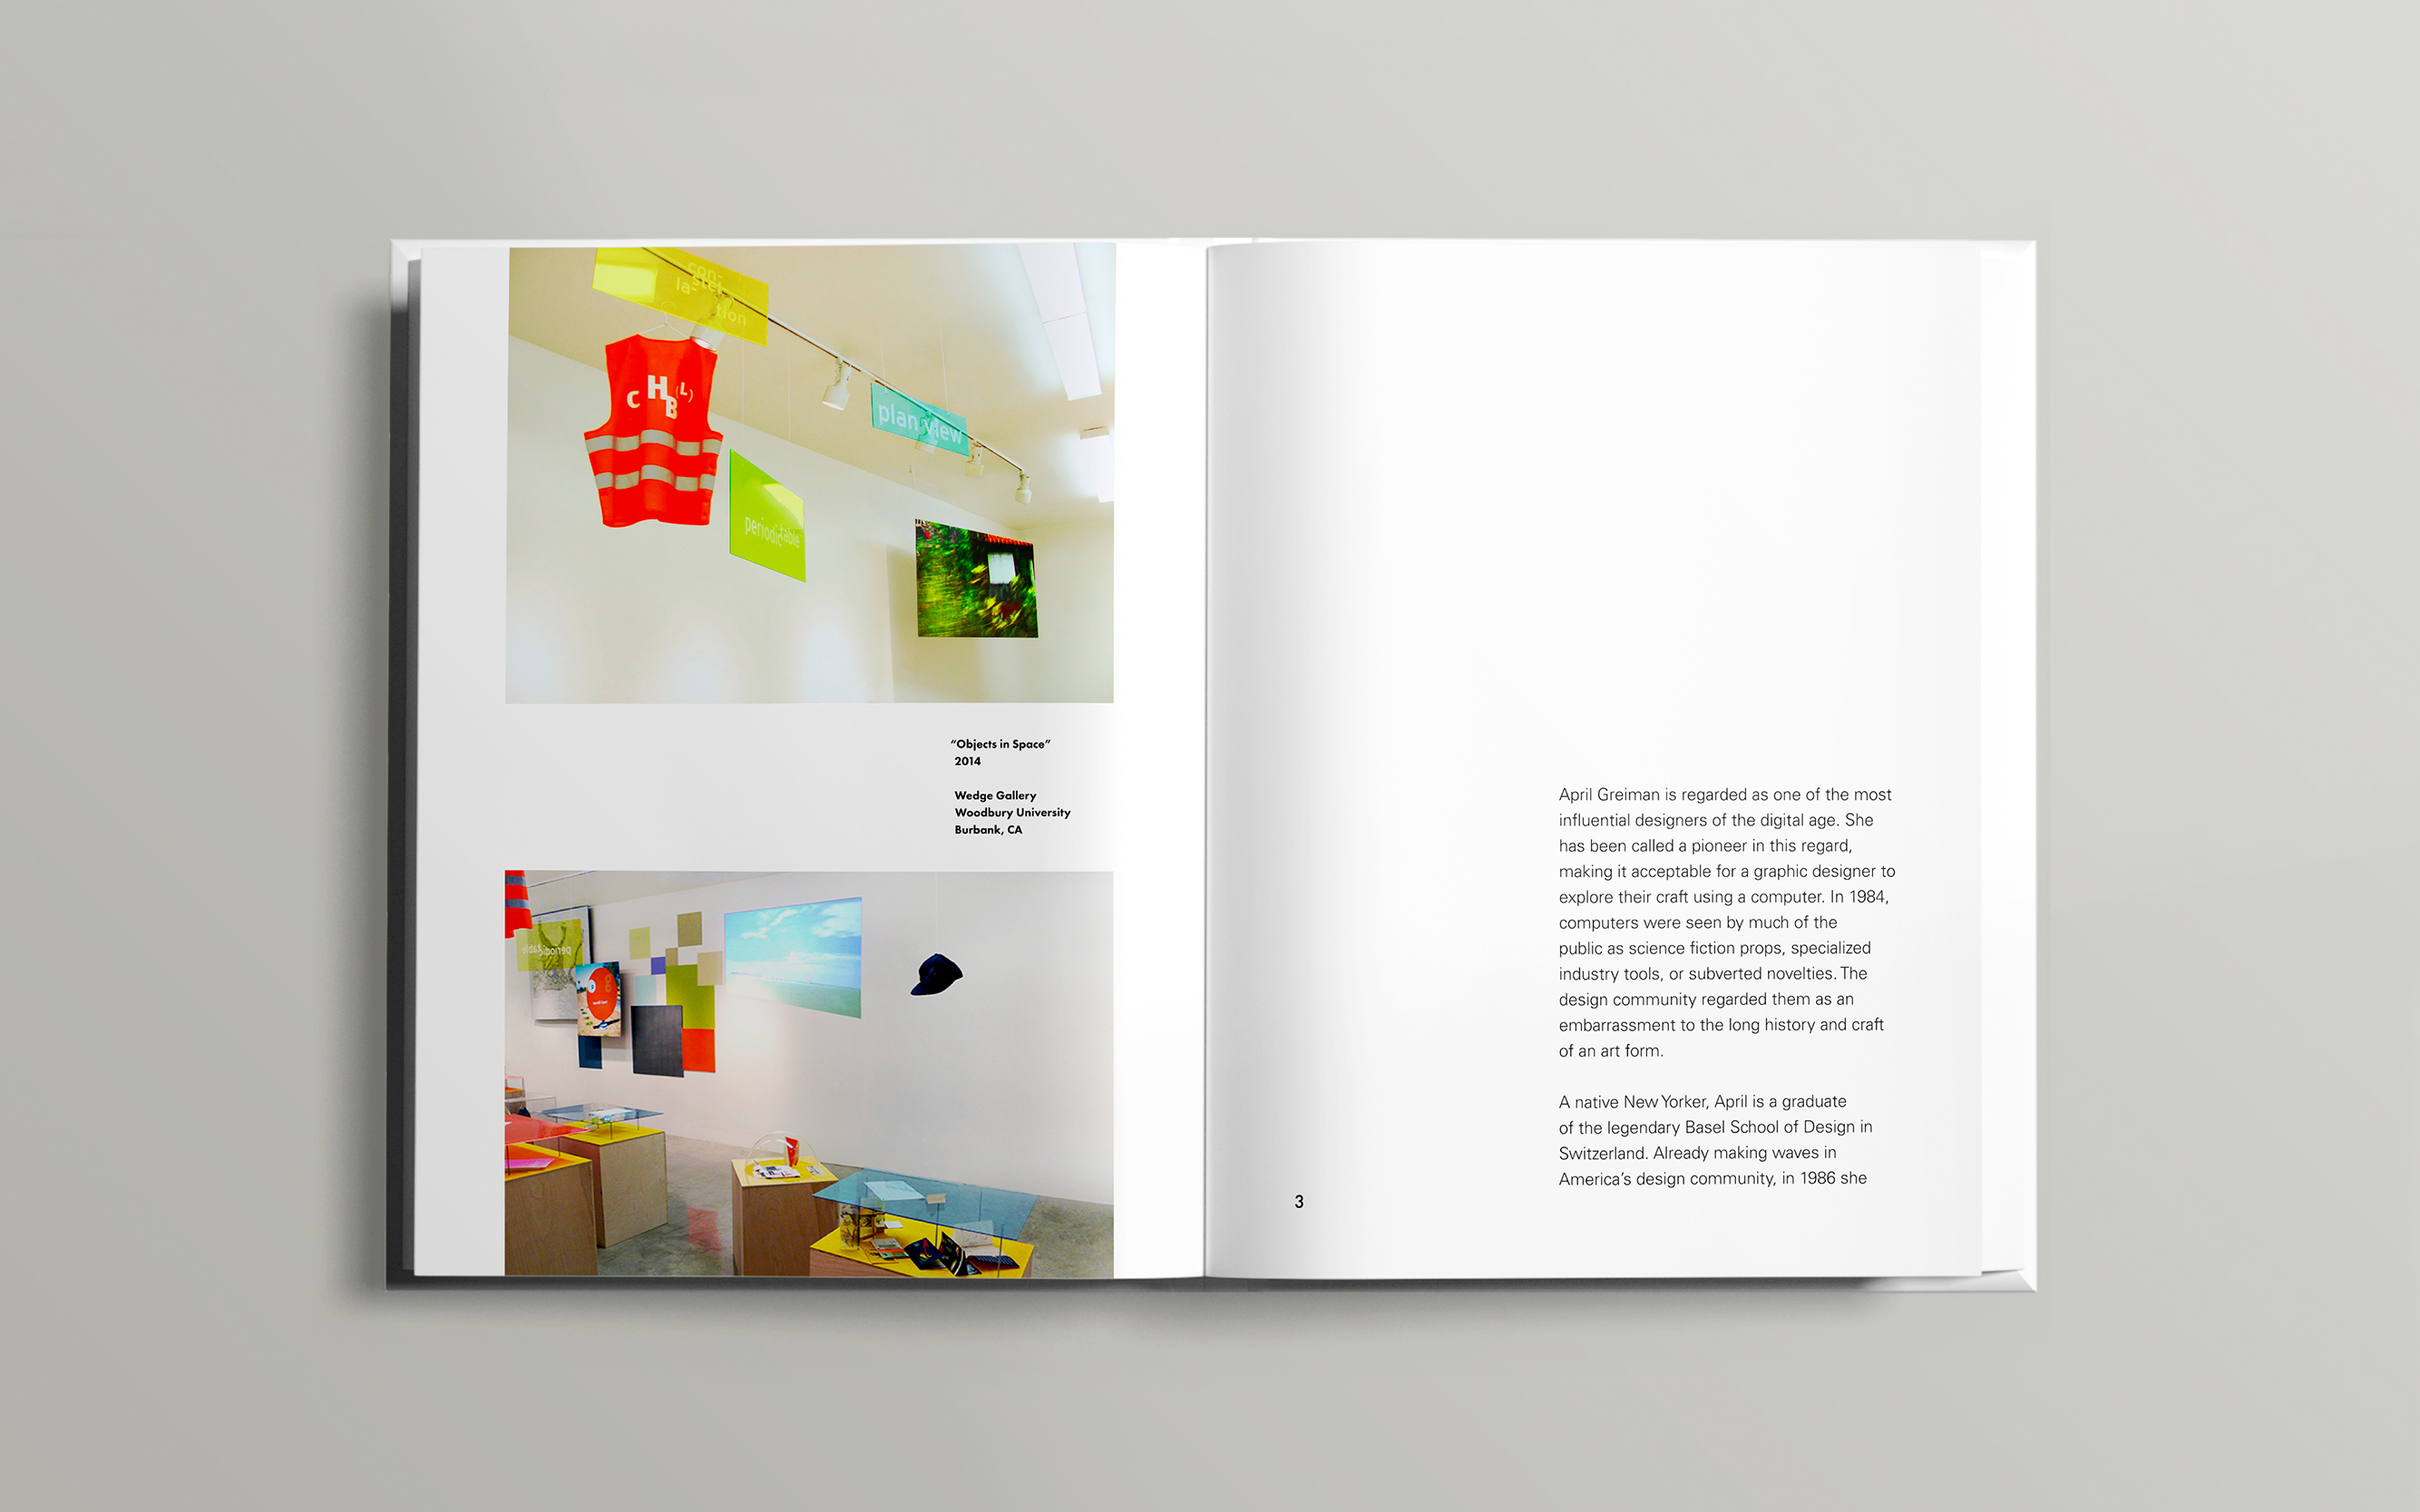 con-
stel-
la-
tion
C H B (L)
plan view
periodic table
“Objects in Space”
2014
Wedge Gallery
Woodbury University
Burbank, CA
periodic table
April Greiman is regarded as one of the most
influential designers of the digital age. She
has been called a pioneer in this regard,
making it acceptable for a graphic designer to
explore their craft using a computer. In 1984,
computers were seen by much of the
public as science fiction props, specialized
industry tools, or subverted novelties. The
design community regarded them as an
embarrassment to the long history and craft
of an art form.
A native New Yorker, April is a graduate
of the legendary Basel School of Design in
Switzerland. Already making waves in
America’s design community, in 1986 she
3